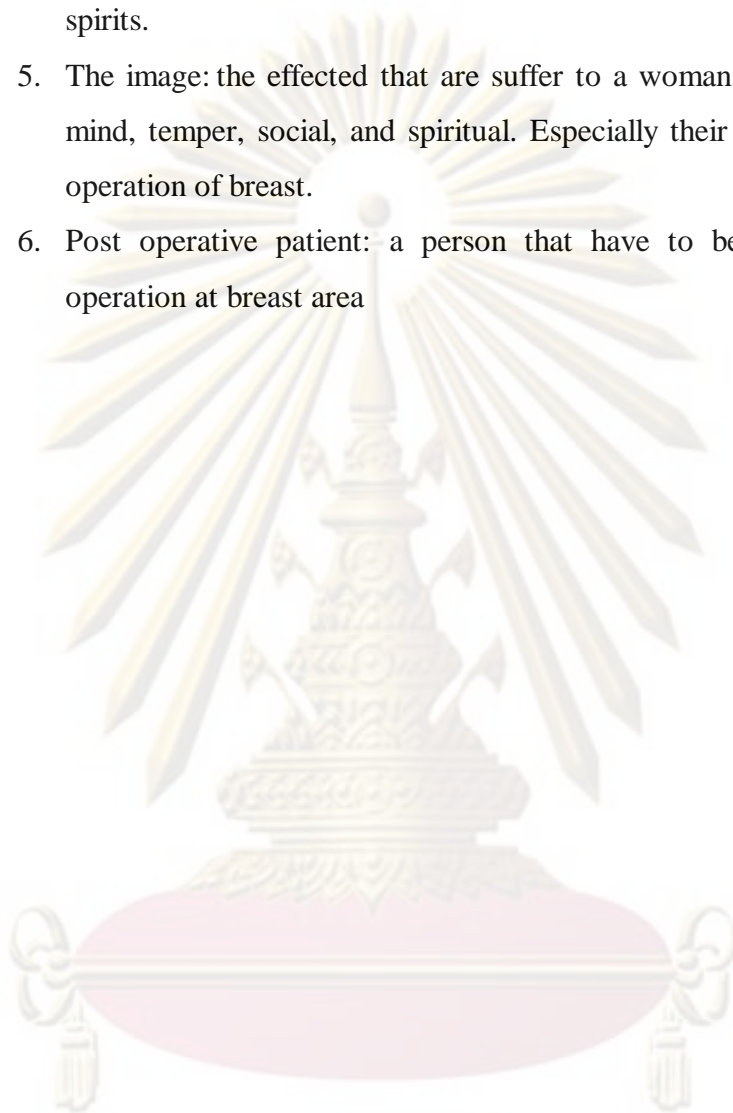 spirits.
5. The image: the effected that are suffer to a woman
mind, temper, social, and spiritual. Especially their
operation of breast.
6. Post operative patient: a person that have to
operation at breast area